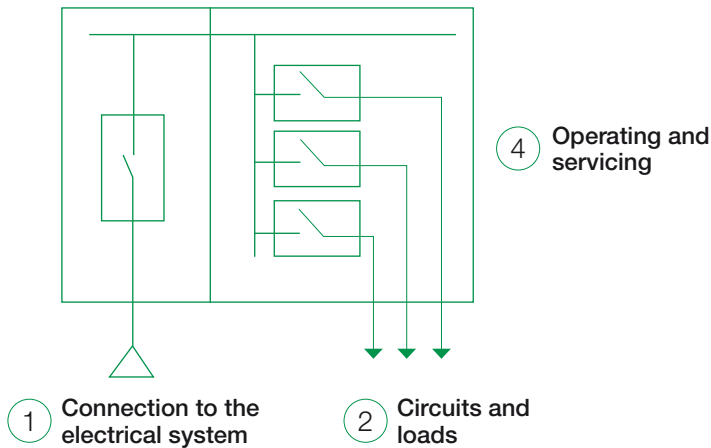 4 Operating and
servicing
1 Connection to the
electrical system
2 Circuits and
loads